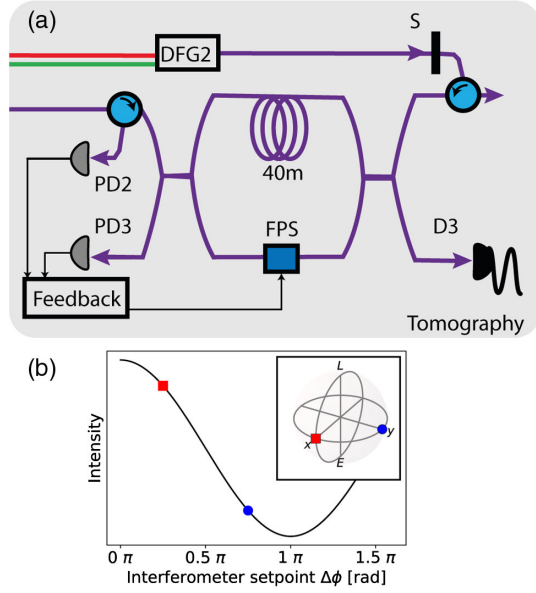 (a)
S
DFG2
40m
PD2
PD3
FPS
D3
Feedback
Tomography
(b)
Intensity
L
x
y
E
0 π
0.5 π
1 π
1.5 π
Interferometer setpoint Δϕ [rad]